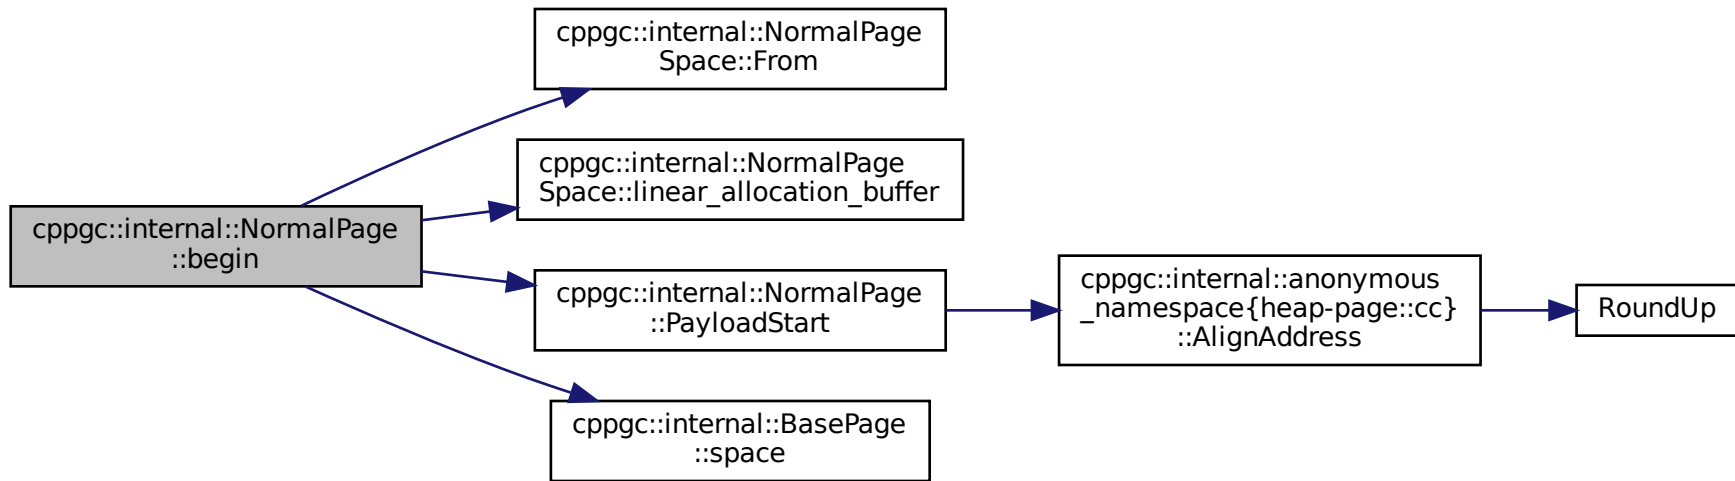 cppgc::internal::NormalPage
Space::From
cppgc::internal::NormalPage
Space::linear_allocation_buffer
cppgc::internal::NormalPage
::begin
cppgc::internal::NormalPage
::PayloadStart
cppgc::internal::anonymous
_namespace{heap-page::cc}
::AlignAddress
RoundUp
cppgc::internal::BasePage
::space